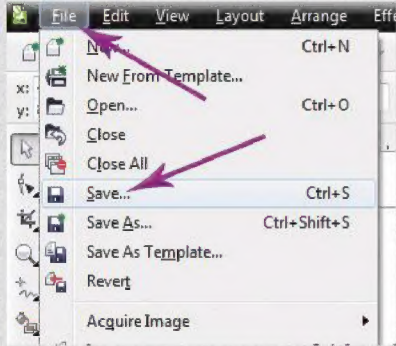 File Edit View Layout Arrange
x:
y:
Ctrl+N
New From Template...
Open... Ctrl+O
Close
Close All
Save... Ctrl+S
Save As... Ctrl+Shift+S
Save As Template...
Revert
Acquire Image